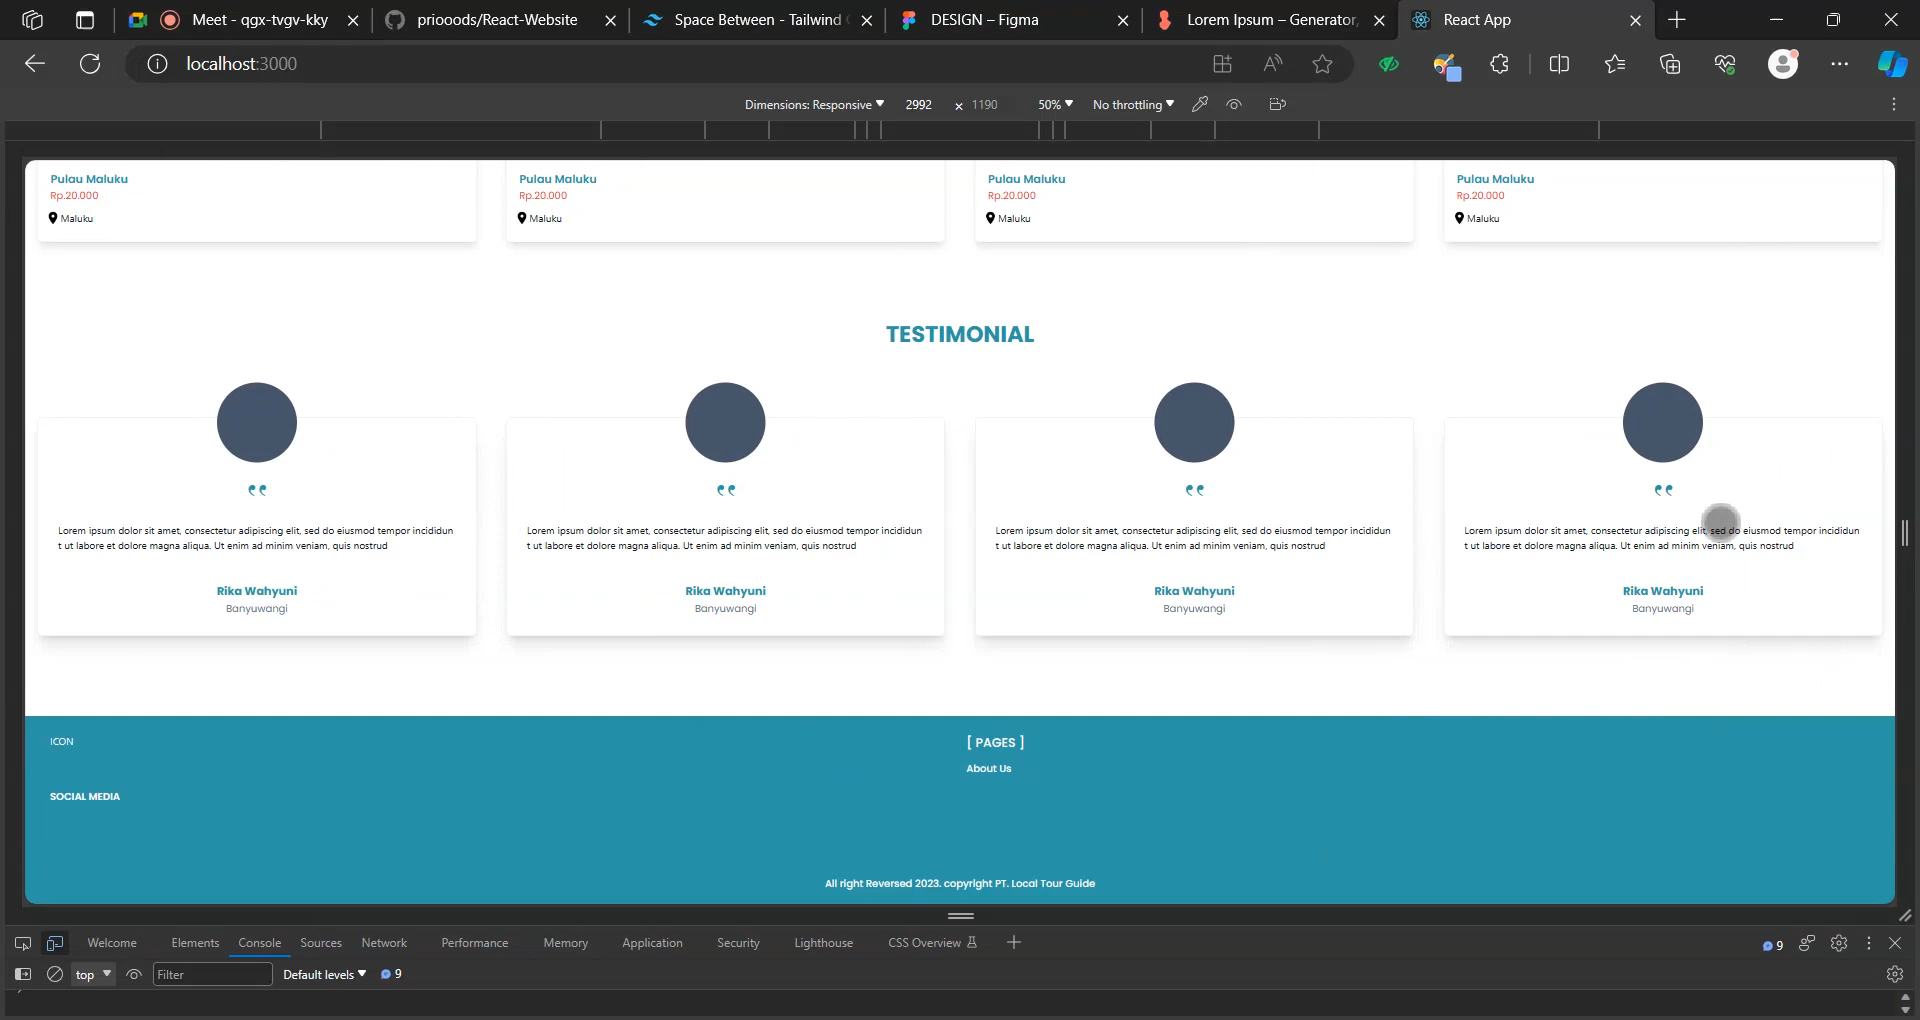 Meet - qgx-tvgv-kky
priooods/React-Website
Space Between - Tailwind
DESIGN – Figma
Lorem Ipsum – Generator,
React App
localhost:3000
Dimensions: Responsive 2992 x 1190 50% No throttling
Pulau Maluku Pulau Maluku Pulau Maluku Pulau Maluku
Rp.20.000 Rp.20.000 Rp.20.000 Rp.20.000
Maluku Maluku Maluku Maluku
TESTIMONIAL
Lorem ipsum dolor sit amet, consectetur adipiscing elit, sed do eiusmod tempor incididun
t ut labore et dolore magna aliqua. Ut enim ad minim veniam, quis nostrud
Rika Wahyuni
Banyuwangi
Lorem ipsum dolor sit amet, consectetur adipiscing elit, sed do eiusmod tempor incididun
t ut labore et dolore magna aliqua. Ut enim ad minim veniam, quis nostrud
Rika Wahyuni
Banyuwangi
Lorem ipsum dolor sit amet, consectetur adipiscing elit, sed do eiusmod tempor incididun
t ut labore et dolore magna aliqua. Ut enim ad minim veniam, quis nostrud
Rika Wahyuni
Banyuwangi
Lorem ipsum dolor sit amet, consectetur adipiscing elit, sed do eiusmod tempor incididun
t ut labore et dolore magna aliqua. Ut enim ad minim veniam, quis nostrud
Rika Wahyuni
Banyuwangi
ICON
SOCIAL MEDIA
[ PAGES ]
About Us
All right Reversed 2023. copyright PT. Local Tour Guide
Welcome Elements Console Sources Network Performance Memory Application Security Lighthouse CSS Overview 9
top Filter Default levels 9